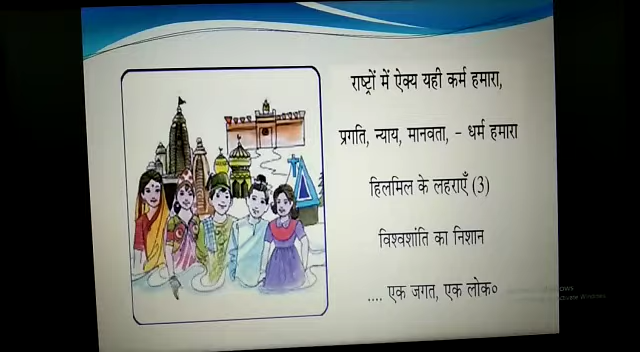 राष्ट्रों में ऐक्य यही कर्म हमारा,
प्रगति, न्याय, मानवता, – धर्म हमारा
हिलमिल के लहराएँ (3)
विश्वशांति का निशान
.... एक जगत, एक लोक०